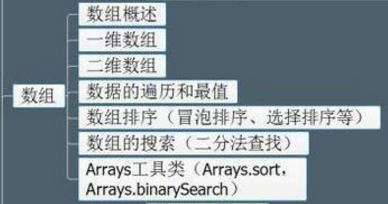 数组概述
一维数组
二维数组
数组
数据的遍历和最值
数组排序（冒泡排序、选择排序等）
数组的搜索（二分法查找）
Arrays工具类（Arrays.sort，
Arrays.binarySearch）